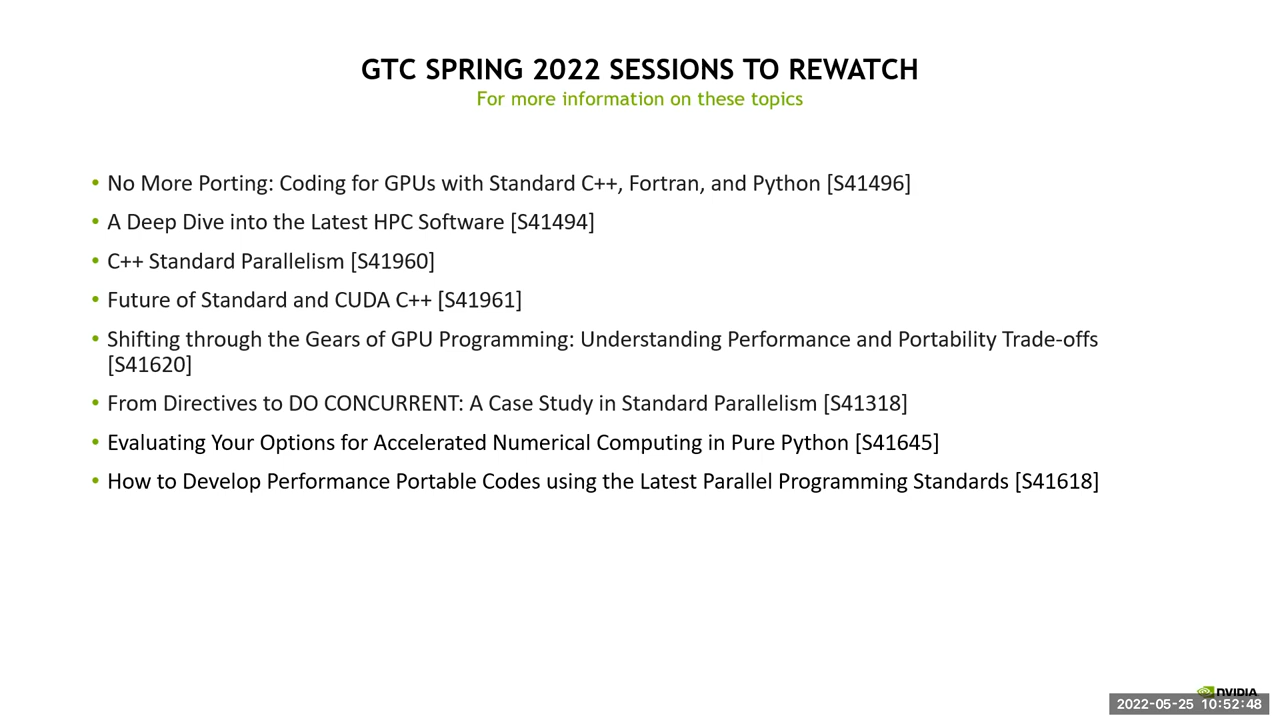 GTC SPRING 2022 SESSIONS TO REWATCH
For more information on these topics
• No More Porting: Coding for GPUs with Standard C++, Fortran, and Python [S41496]
• A Deep Dive into the Latest HPC Software [S41494]
• C++ Standard Parallelism [S41960]
• Future of Standard and CUDA C++ [S41961]
• Shifting through the Gears of GPU Programming: Understanding Performance and Portability Trade-offs
[S41620]
• From Directives to DO CONCURRENT: A Case Study in Standard Parallelism [S41318]
• Evaluating Your Options for Accelerated Numerical Computing in Pure Python [S41645]
• How to Develop Performance Portable Codes using the Latest Parallel Programming Standards [S41618]
NVIDIA
2022-05-25 10:52:48